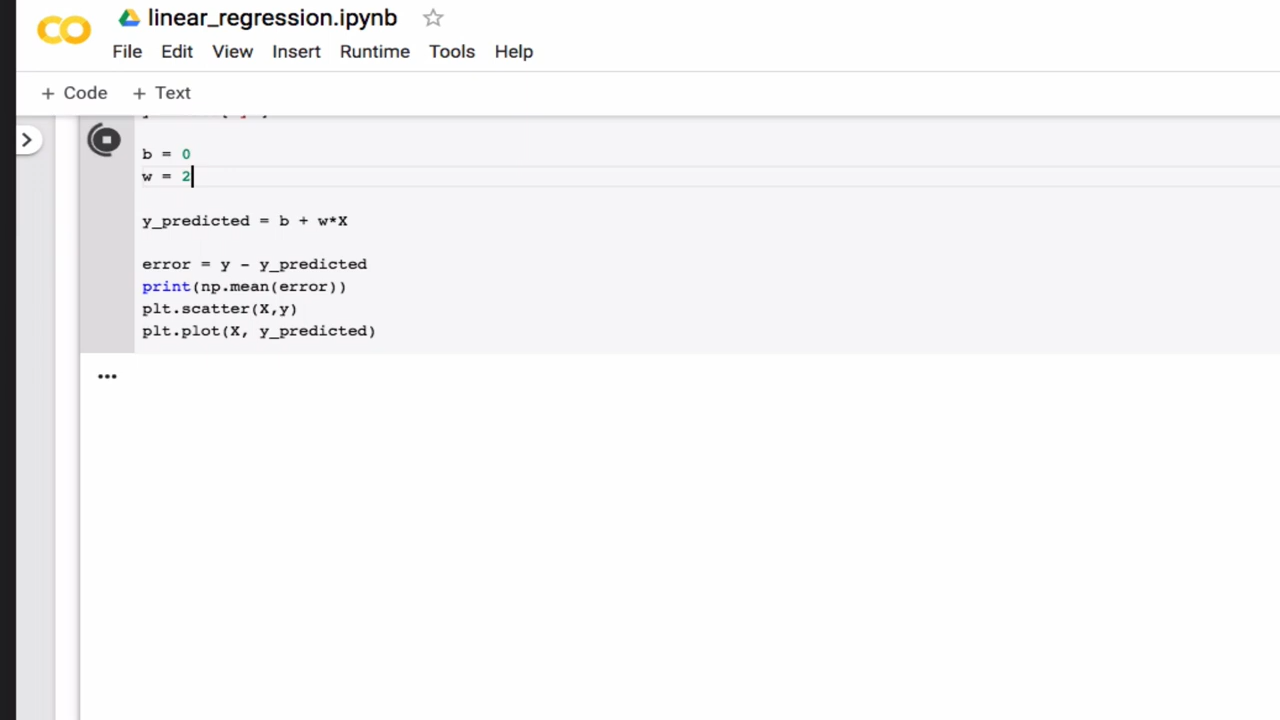 linear_regression.ipynb
File Edit View Insert Runtime Tools Help
+ Code + Text
b = 0
w = 2
y_predicted = b + w*X
error = y - y_predicted
print(np.mean(error))
plt.scatter(X,y)
plt.plot(X, y_predicted)